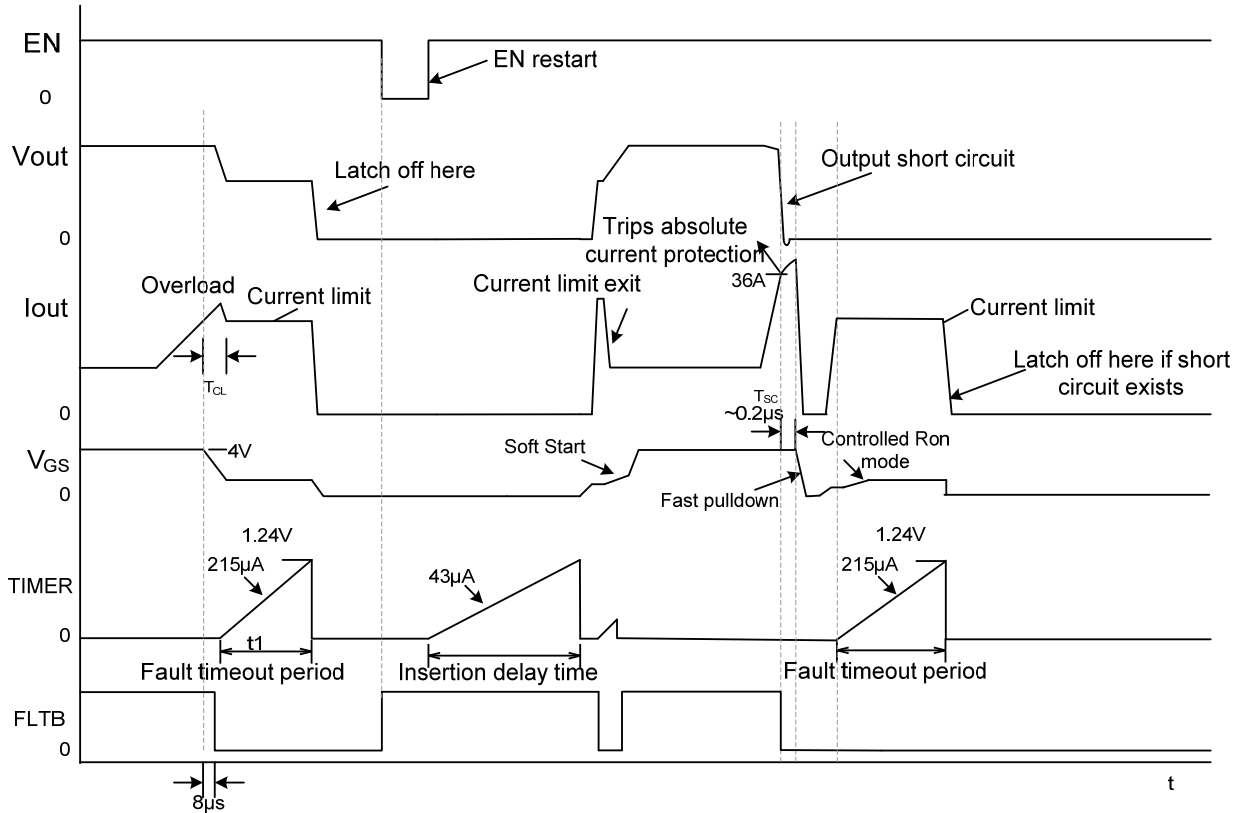 EN
EN restart
0
Vout
Output short circuit
Latch off here
0
Trips absolute
current protection
Current limit exit
36A
Iout
Overload
Current limit
Current limit
Latch off here if short
circuit exists
TCL
0
TSC
~0.2µs
VGS
4V
Soft Start
Controlled Ron
mode
0
Fast pulldown
1.24V
1.24V
TIMER
215µA
43µA
215µA
0
t1
Fault timeout period
Insertion delay time
Fault timeout period
FLTB
0
t
8µs